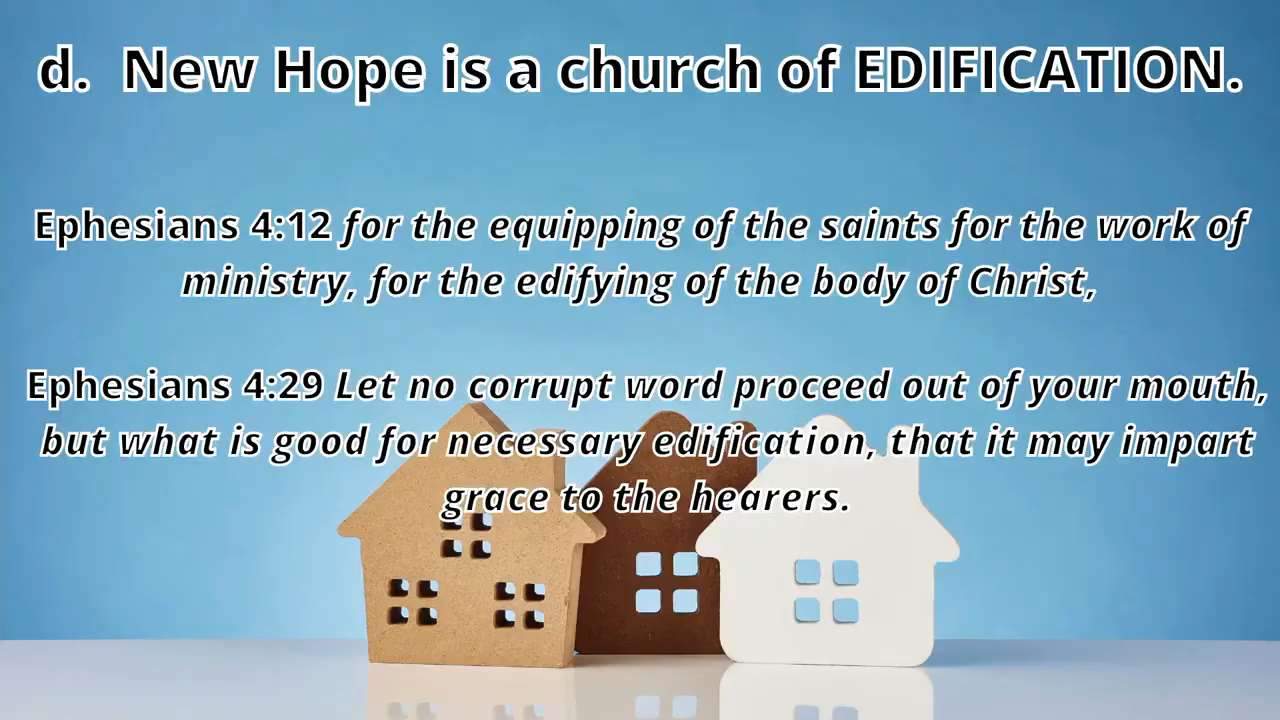 d. New Hope is a church of EDIFICATION.
Ephesians 4:12 for the equipping of the saints for the work of
ministry, for the edifying of the body of Christ,
Ephesians 4:29 Let no corrupt word proceed out of your mouth,
but what is good for necessary edification, that it may impart
grace to the hearers.